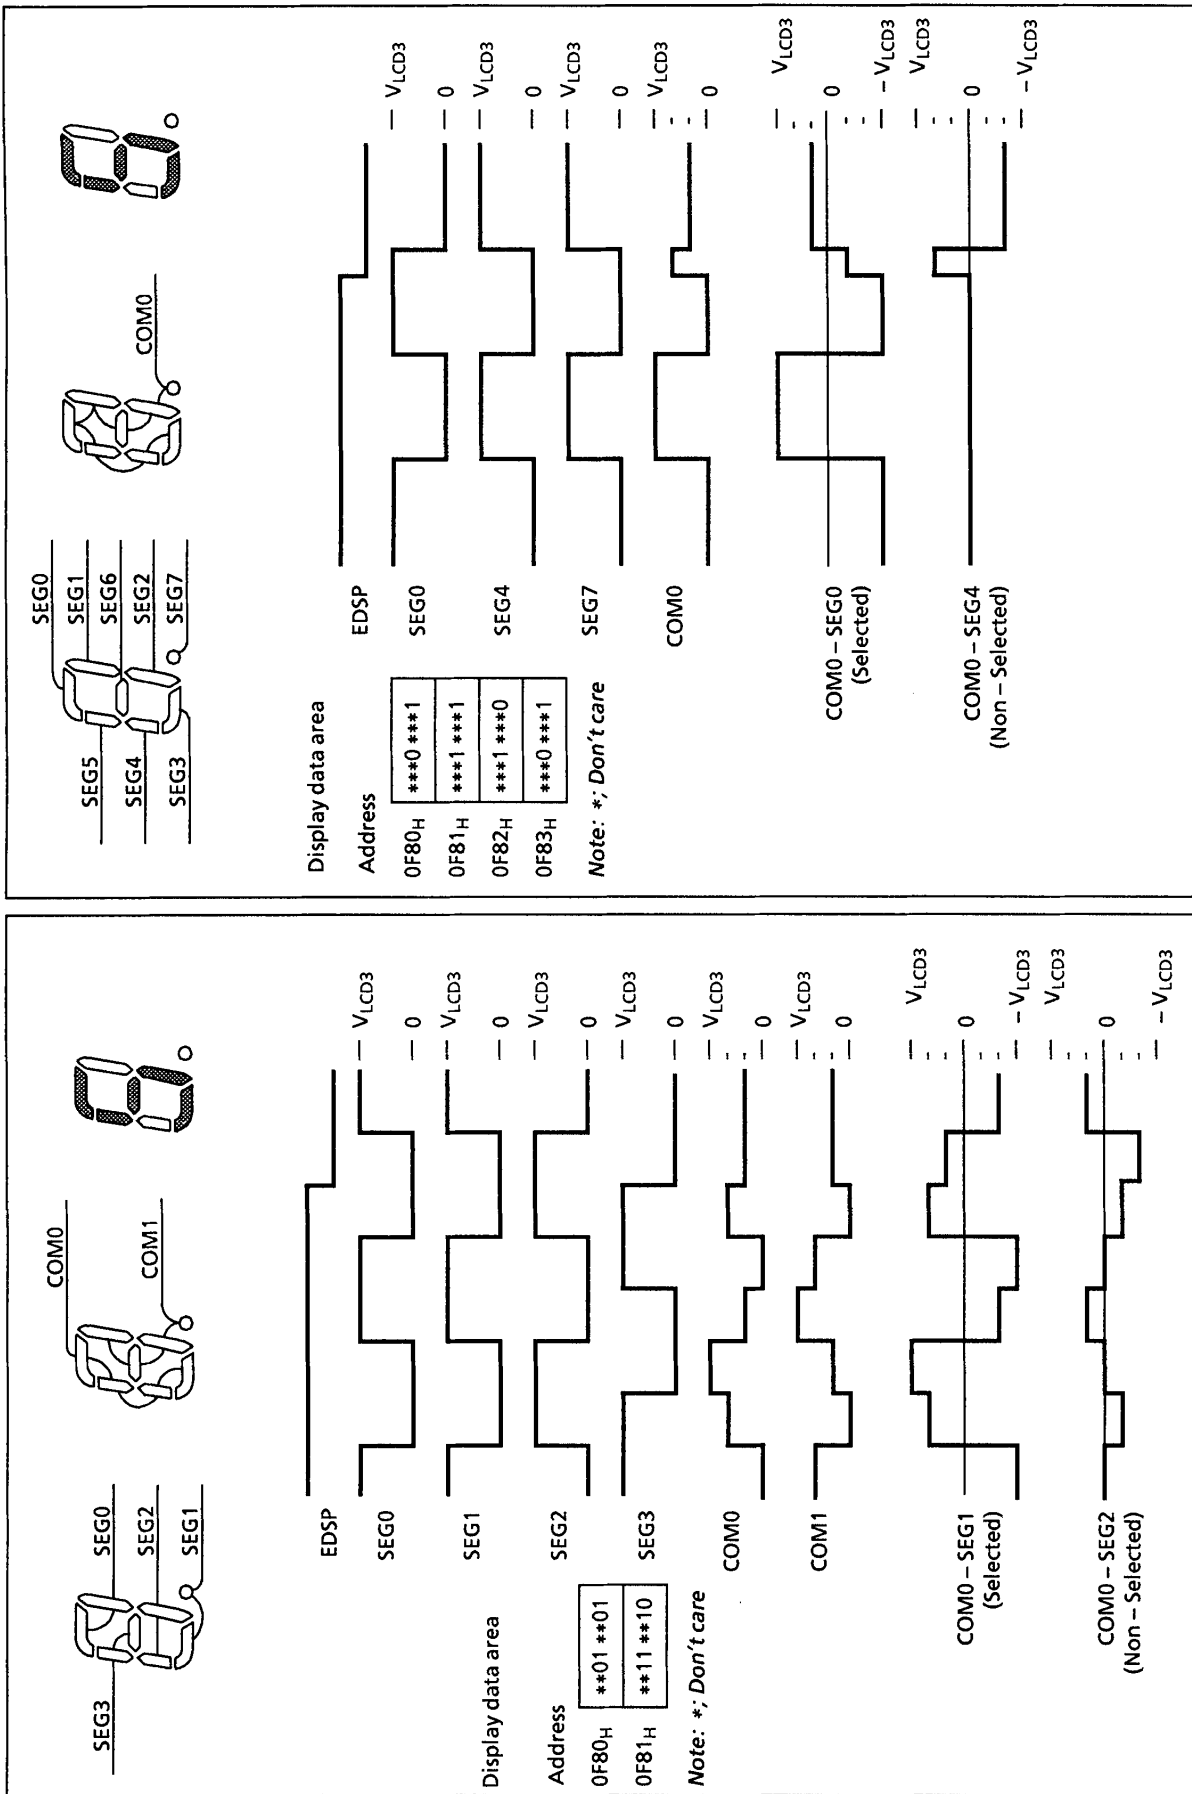 SEG3
SEG0
SEG2
SEG1
COM0
COM1
Display data area
Address
0F80H **01 **01
0F81H **11 **10
Note: *; Don't care
EDSP
SEG0
VLCD3
0
SEG1
VLCD3
0
SEG2
VLCD3
0
SEG3
VLCD3
0
COM0
VLCD3
0
COM1
VLCD3
0
COM0 – SEG1
(Selected)
VLCD3
0
– VLCD3
COM0 – SEG2
(Non – Selected)
VLCD3
0
– VLCD3
SEG5
SEG4
SEG3
SEG0
SEG1
SEG6
SEG2
SEG7
COM0
Display data area
Address
0F80H ***0 ***1
0F81H ***1 ***1
0F82H ***1 ***0
0F83H ***0 ***1
Note: *; Don't care
EDSP
SEG0
VLCD3
0
SEG4
VLCD3
0
SEG7
VLCD3
0
COM0
VLCD3
0
COM0 – SEG0
(Selected)
VLCD3
0
– VLCD3
COM0 – SEG4
(Non – Selected)
VLCD3
0
– VLCD3